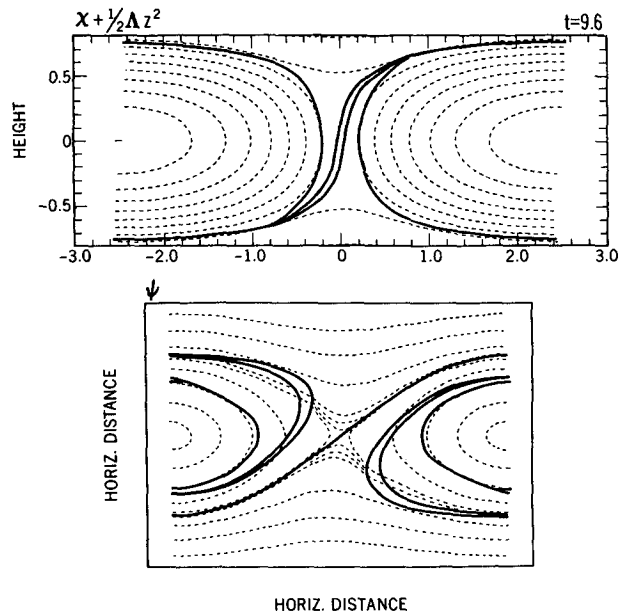 χ + ½Λz²
t=9.6
HEIGHT
0.5
0
-0.5
-3.0 -2.0 -1.0 0 1.0 2.0 3.0
ψ
HORIZ. DISTANCE
HORIZ. DISTANCE